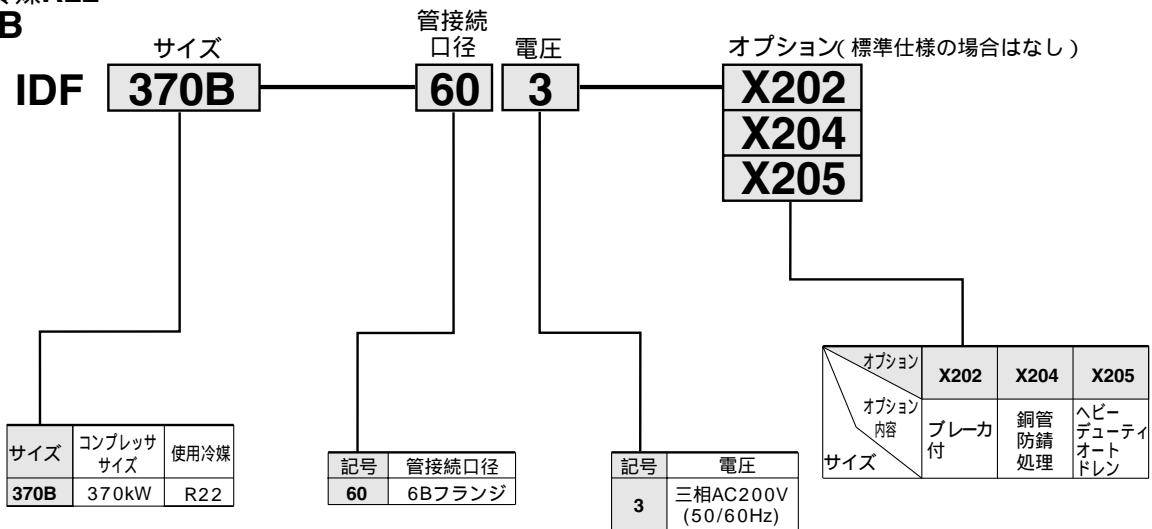 冷媒R22
B
サイズ
管接続
口径
電圧
オプション(標準仕様の場合はなし)
IDF 370B 60 3 X202
X204
X205
サイズ コンプレッサ
サイズ 使用冷媒
370B 370kW R22
記号 管接続口径
60 6Bフランジ
記号 電圧
3 三相AC200V
(50/60Hz)
オプション X202 X204 X205
オプション
内容
サイズ
ブレーカ
付
銅管
防錆
処理
ヘビー
デューティ
オート
ドレン